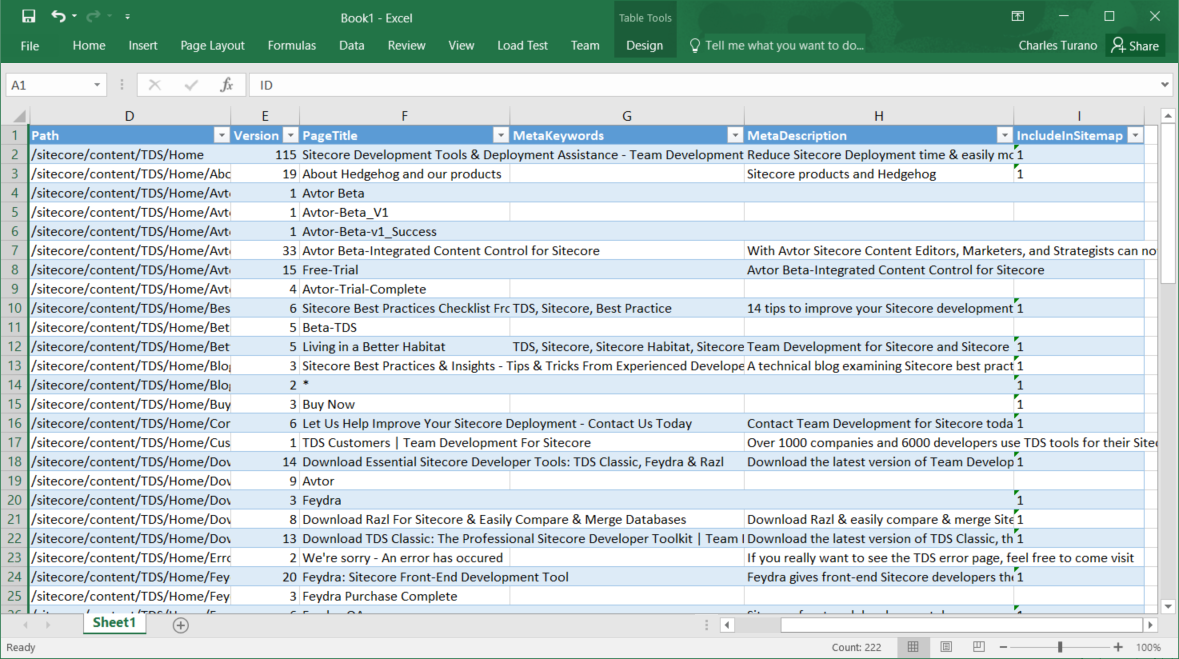 Book1 - Excel
Table Tools
File Home Insert Page Layout Formulas Data Review View Load Test Team Design Tell me what you want to do... Charles Turano Share
A1 fx ID
D E F G H I
1 Path Version PageTitle MetaKeywords MetaDescription IncludeInSitemap
2 /sitecore/content/TDS/Home 115 Sitecore Development Tools & Deployment Assistance - Team Development Reduce Sitecore Deployment time & easily mo 1
3 /sitecore/content/TDS/Home/Abo 19 About Hedgehog and our products Sitecore products and Hedgehog 1
4 /sitecore/content/TDS/Home/Avt 1 Avtor Beta
5 /sitecore/content/TDS/Home/Avt 1 Avtor-Beta_V1
6 /sitecore/content/TDS/Home/Avt 1 Avtor-Beta-v1_Success
7 /sitecore/content/TDS/Home/Avt 33 Avtor Beta-Integrated Content Control for Sitecore With Avtor Sitecore Content Editors, Marketers, and Strategists can no
8 /sitecore/content/TDS/Home/Avt 15 Free-Trial Avtor Beta-Integrated Content Control for Sitecore
9 /sitecore/content/TDS/Home/Avt 4 Avtor-Trial-Complete
10 /sitecore/content/TDS/Home/Bes 6 Sitecore Best Practices Checklist Fro TDS, Sitecore, Best Practice 14 tips to improve your Sitecore development 1
11 /sitecore/content/TDS/Home/Bet 5 Beta-TDS
12 /sitecore/content/TDS/Home/Bet 5 Living in a Better Habitat TDS, Sitecore, Sitecore Habitat, Sitecore Team Development for Sitecore and Sitecore 1
13 /sitecore/content/TDS/Home/Blo 3 Sitecore Best Practices & Insights - Tips & Tricks From Experienced Develope A technical blog examining Sitecore best pract 1
14 /sitecore/content/TDS/Home/Blo 2 * 1
15 /sitecore/content/TDS/Home/Buy 3 Buy Now 1
16 /sitecore/content/TDS/Home/Cor 6 Let Us Help Improve Your Sitecore Deployment - Contact Us Today Contact Team Development for Sitecore toda 1
17 /sitecore/content/TDS/Home/Cus 1 TDS Customers | Team Development For Sitecore Over 1000 companies and 6000 developers use TDS tools for their Sitec
18 /sitecore/content/TDS/Home/Dov 14 Download Essential Sitecore Developer Tools: TDS Classic, Feydra & Razl Download the latest version of Team Develop 1
19 /sitecore/content/TDS/Home/Dov 9 Avtor
20 /sitecore/content/TDS/Home/Dov 3 Feydra 1
21 /sitecore/content/TDS/Home/Dov 8 Download Razl For Sitecore & Easily Compare & Merge Databases Download Razl & easily compare & merge Site 1
22 /sitecore/content/TDS/Home/Dov 13 Download TDS Classic: The Professional Sitecore Developer Toolkit | Team Download the latest version of TDS Classic, th 1
23 /sitecore/content/TDS/Home/Erro 2 We're sorry - An error has occured If you really want to see the TDS error page, feel free to come visit
24 /sitecore/content/TDS/Home/Fey 20 Feydra: Sitecore Front-End Development Tool Feydra gives front-end Sitecore developers the 1
25 /sitecore/content/TDS/Home/Fey 3 Feydra Purchase Complete
Sheet1
Ready Count: 222 100%